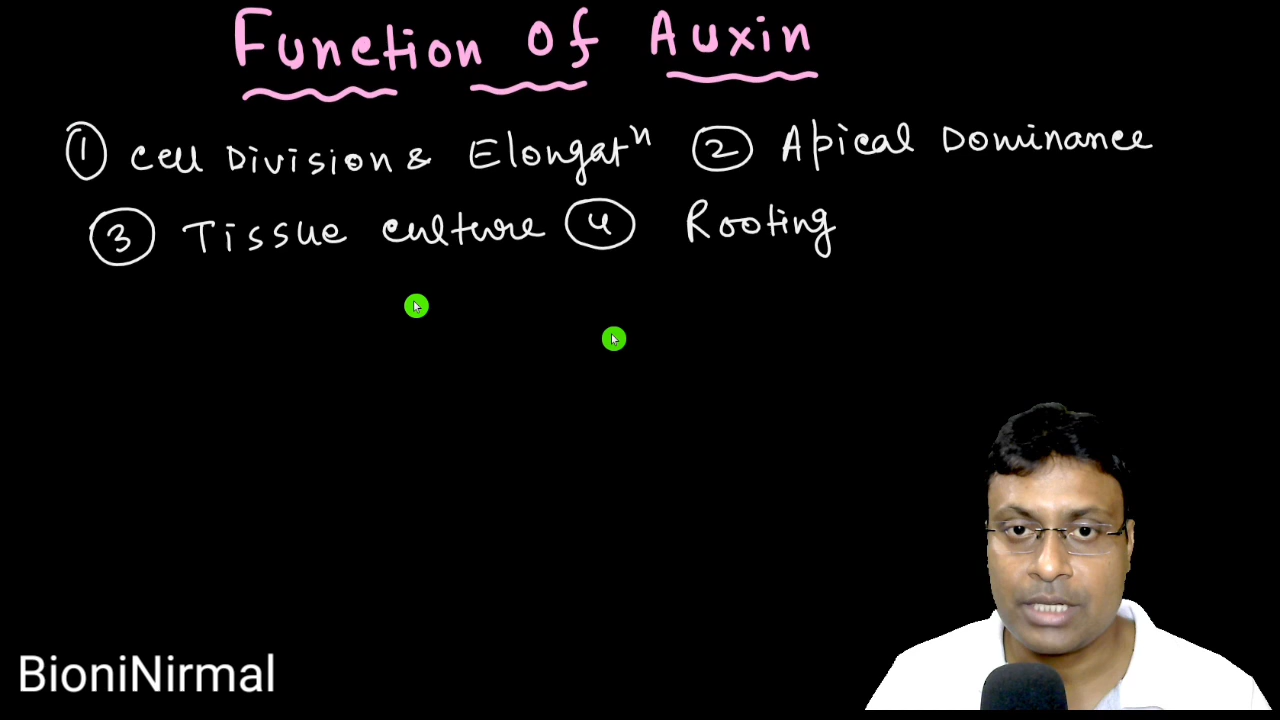 Function Of Auxin
① Cell Division & Elongatⁿ ② Apical Dominance
③ Tissue culture ④ Rooting
BioniNirmal